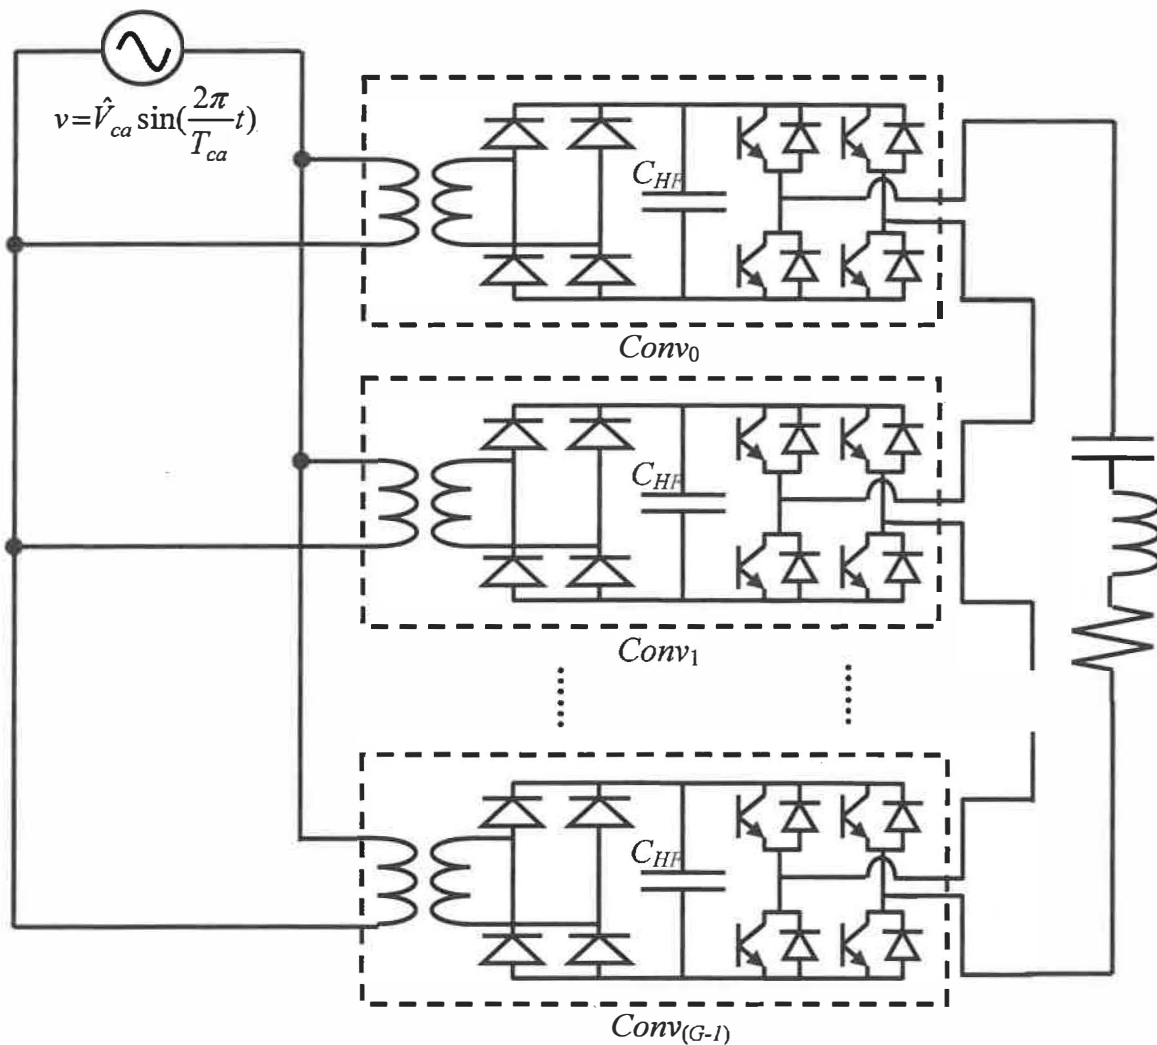 v=V̂_ca sin(2π/T_ca t)
C_HF
Conv_0
C_HF
Conv_1
C_HF
Conv_(G-1)